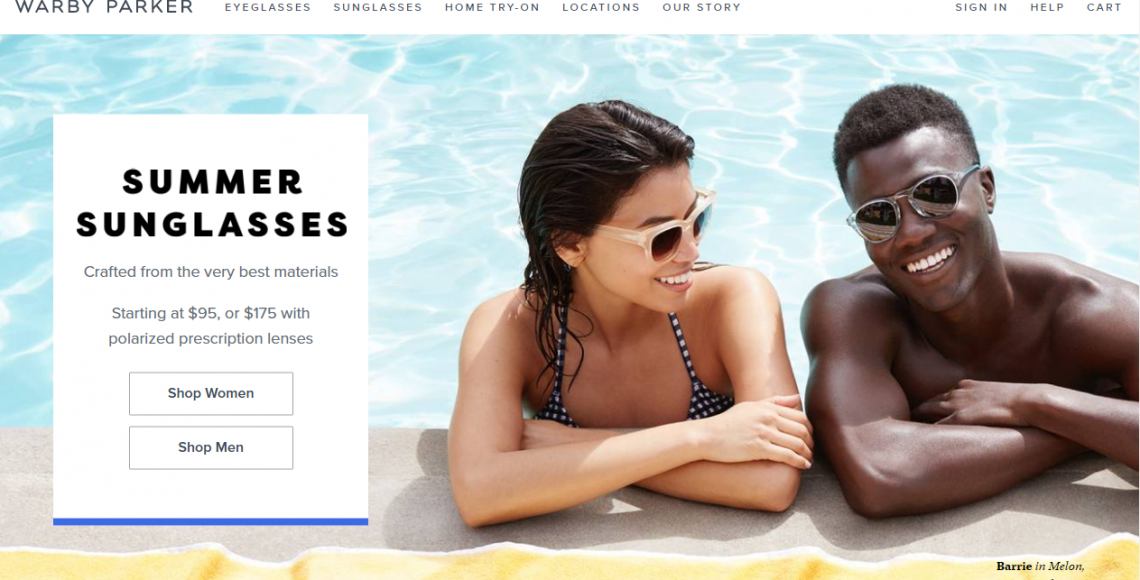 WARBY PARKER EYEGLASSES SUNGLASSES HOME TRY-ON LOCATIONS OUR STORY SIGN IN HELP CART
SUMMER
SUNGLASSES
Crafted from the very best materials
Starting at $95, or $175 with
polarized prescription lenses
Shop Women
Shop Men
Barrie in Melon,